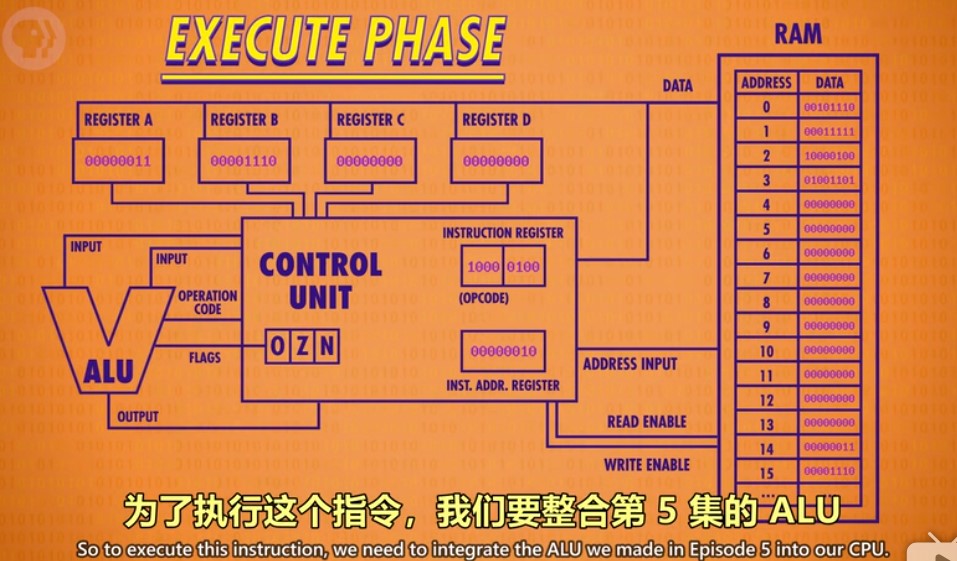 EXECUTE PHASE
RAM
DATA
ADDRESS DATA
0 00101110
1 00011111
2 10000100
3 01001101
4 00000000
5 00000000
6 00000000
7 00000000
8 00000000
9 00000000
10 00000000
11 00000000
12 00000000
13 00000000
14 00000011
15 00001110
...
REGISTER A
00000011
REGISTER B
00001110
REGISTER C
00000000
REGISTER D
00000000
INPUT
INPUT
OPERATION
CODE
FLAGS
ALU
OUTPUT
CONTROL
UNIT
O Z N
INSTRUCTION REGISTER
1000 0100
(OPCODE)
00000010
INST. ADDR. REGISTER
ADDRESS INPUT
READ ENABLE
WRITE ENABLE
为了执行这个指令，我们要整合第 5 集的 ALU
So to execute this instruction, we need to integrate the ALU we made in Episode 5 into our CPU.